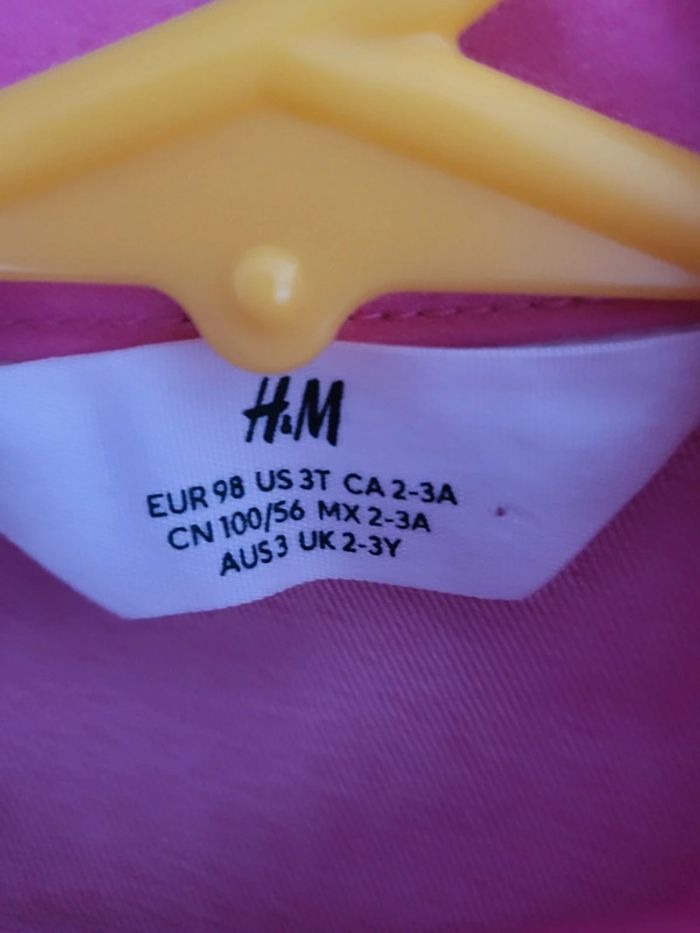 H&M
EUR 98 US 3T CA 2-3A
CN 100/56 MX 2-3A
AUS 3 UK 2-3Y